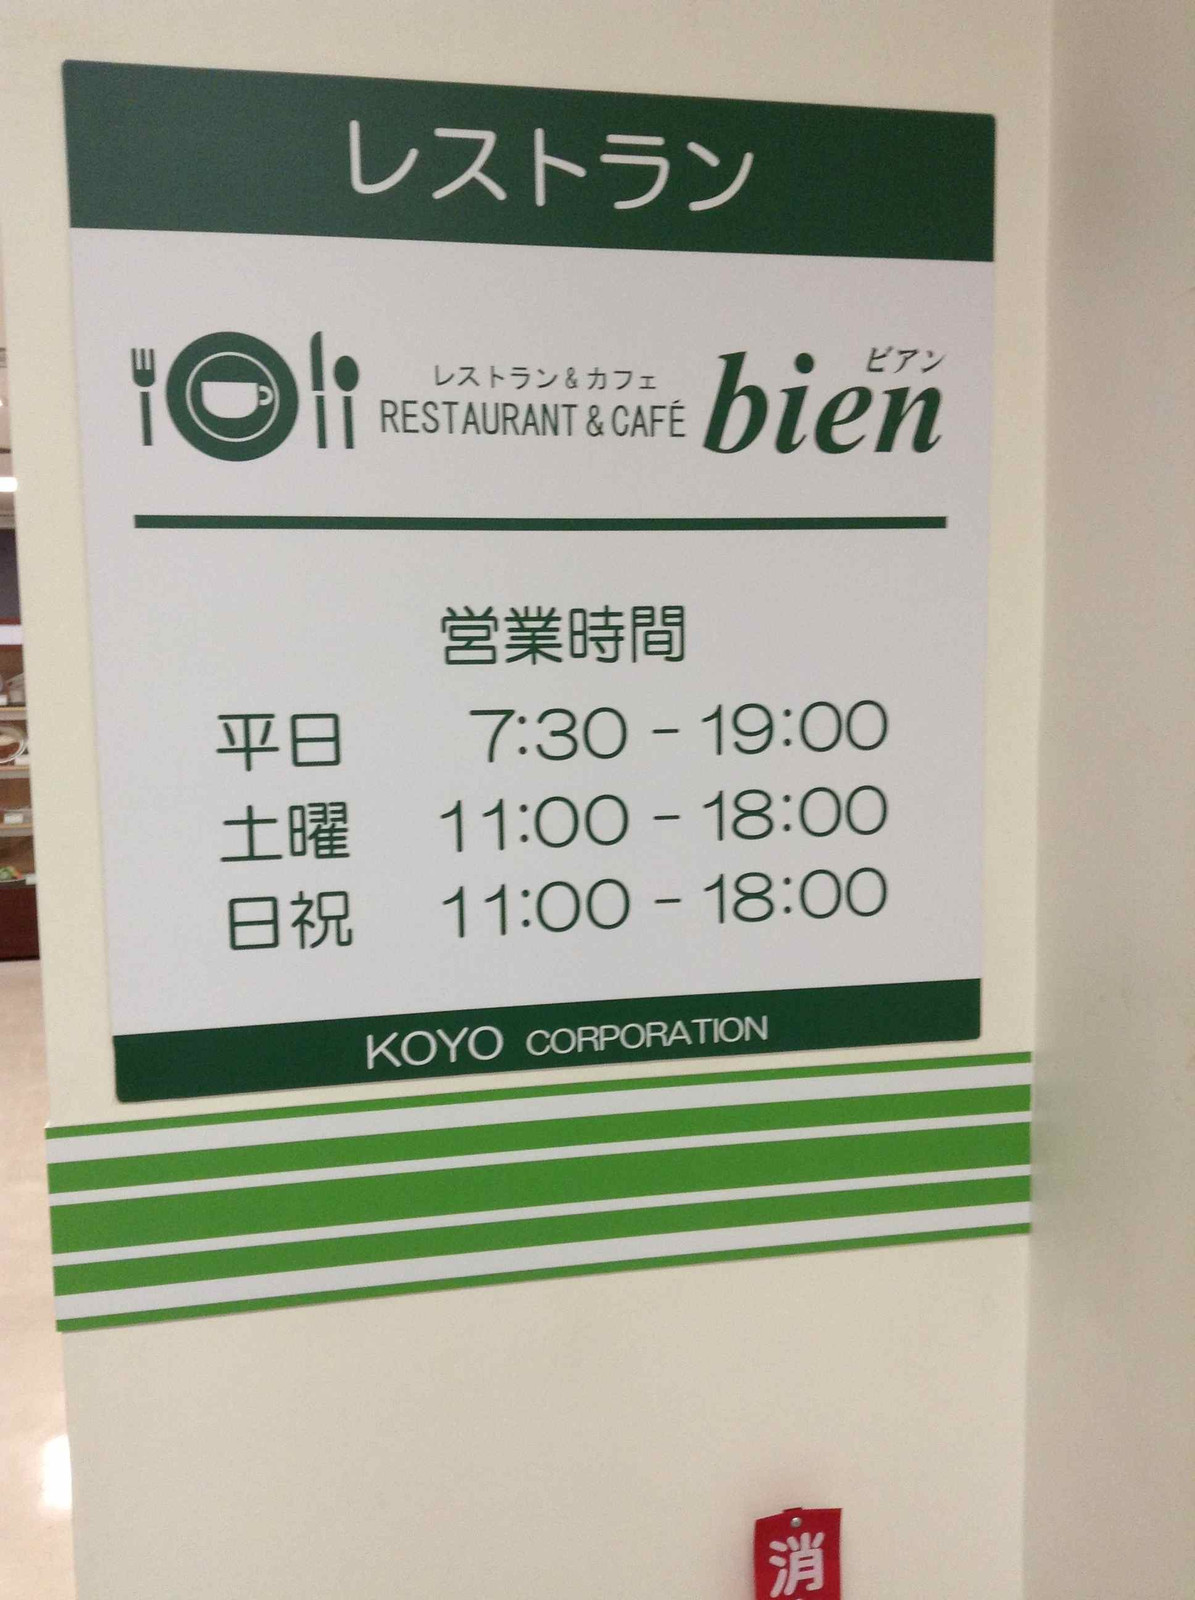 レストラン
レストラン&カフェ
RESTAURANT & CAFÉ
ビアン
bien
営業時間
平日 7:30 - 19:00
土曜 11:00 - 18:00
日祝 11:00 - 18:00
KOYO CORPORATION
消